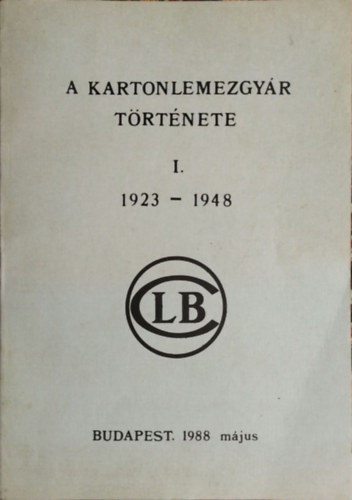 A KARTONLEMEZGYÁR
TÖRTÉNETE
I.
1923 - 1948
CLB
BUDAPEST. 1988 május